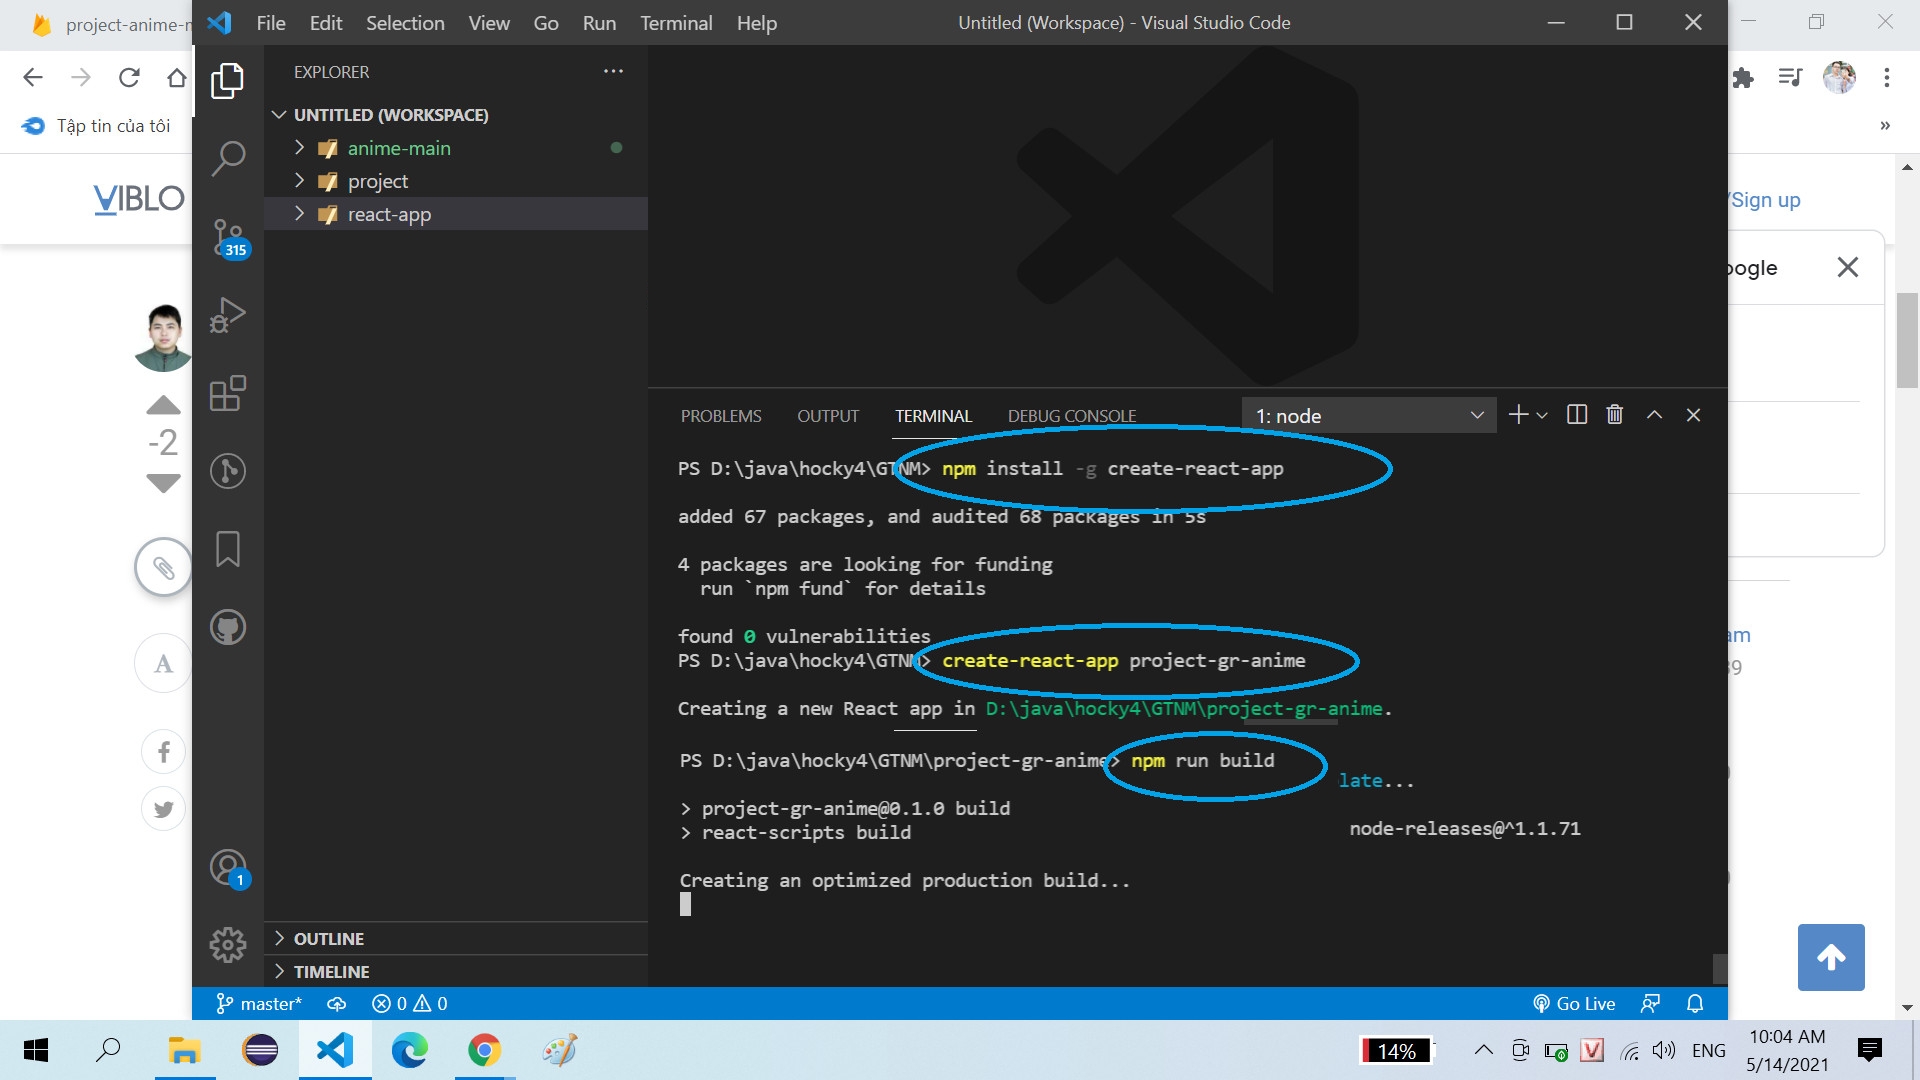 project-anime-
File Edit Selection View Go Run Terminal Help
Untitled (Workspace) - Visual Studio Code
Tập tin của tôi
»
VIBLO
/Sign up
oogle
EXPLORER
UNTITLED (WORKSPACE)
anime-main
project
react-app
315
-2
A
am
1
OUTLINE
TIMELINE
PROBLEMS OUTPUT TERMINAL DEBUG CONSOLE
1: node
PS D:\java\hocky4\GTNM> npm install -g create-react-app
added 67 packages, and audited 68 packages in 5s
4 packages are looking for funding
run `npm fund` for details
found 0 vulnerabilities
PS D:\java\hocky4\GTNM> create-react-app project-gr-anime
Creating a new React app in D:\java\hocky4\GTNM\project-gr-anime.
PS D:\java\hocky4\GTNM\project-gr-anime> npm run build
late...
> project-gr-anime@0.1.0 build
> react-scripts build
node-releases@^1.1.71
Creating an optimized production build...
master* 0 0
Go Live
14%
V
ENG
10:04 AM
5/14/2021